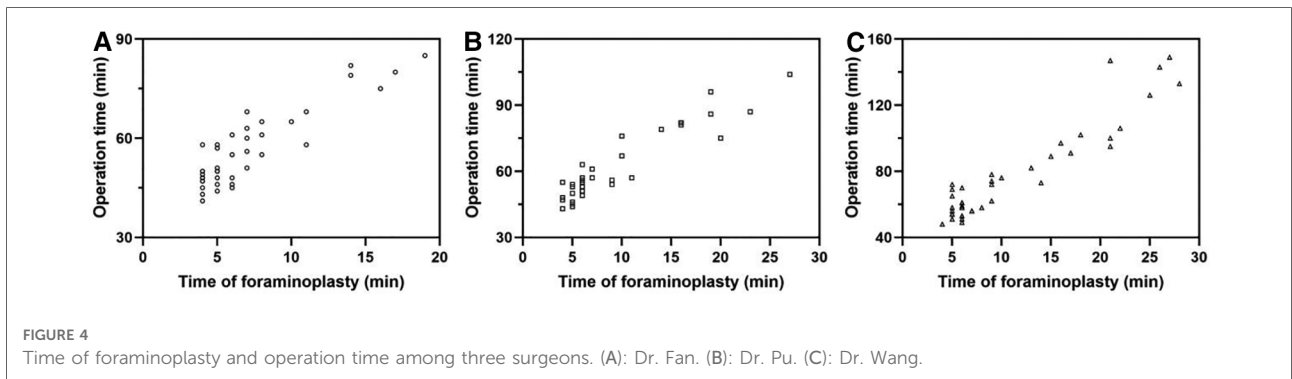 A
B
C
90
60
30
Operation time (min)
0
5
10
15
20
Time of foraminoplasty (min)
120
90
60
30
Operation time (min)
0
5
10
15
20
25
30
Time of foraminoplasty (min)
160
120
80
40
Operation time (min)
0
5
10
15
20
25
30
Time of foraminoplasty (min)
FIGURE 4
Time of foraminoplasty and operation time among three surgeons. (A): Dr. Fan. (B): Dr. Pu. (C): Dr. Wang.